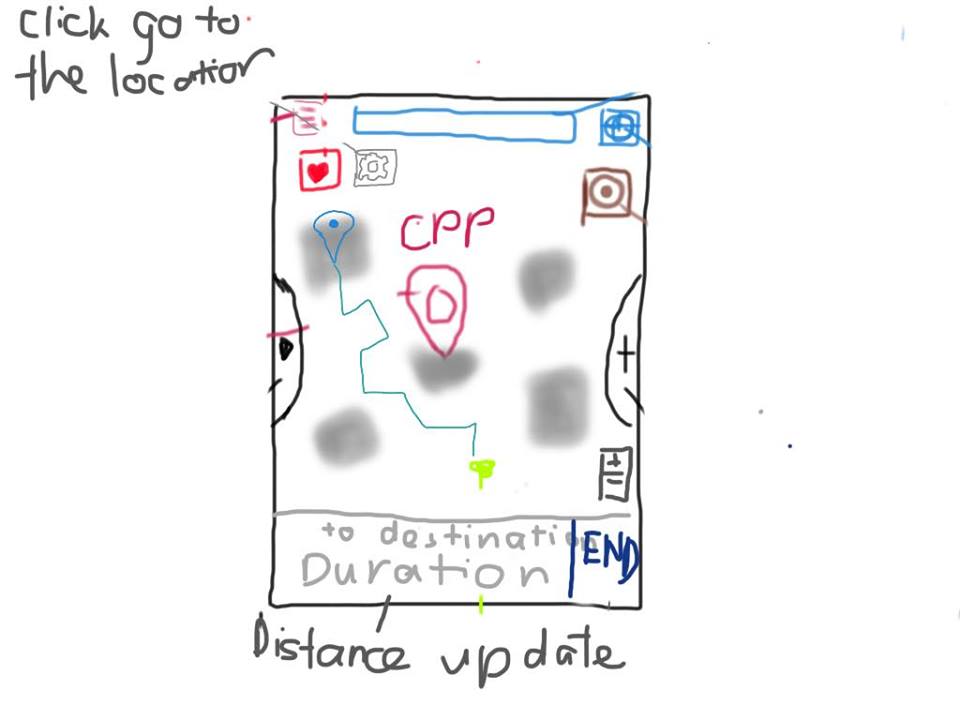 click go to
the location
CPP
to destination
Duration
END
Distance update